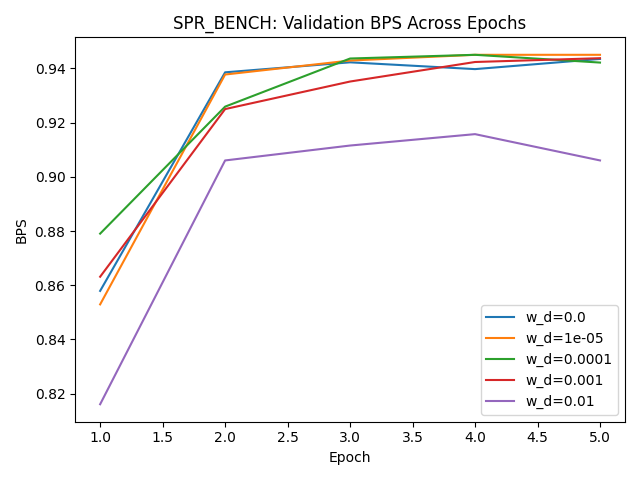 SPR_BENCH: Validation BPS Across Epochs
BPS
0.94
0.92
0.90
0.88
0.86
0.84
0.82
w_d=0.0
w_d=1e-05
w_d=0.0001
w_d=0.001
w_d=0.01
1.0 1.5 2.0 2.5 3.0 3.5 4.0 4.5 5.0
Epoch